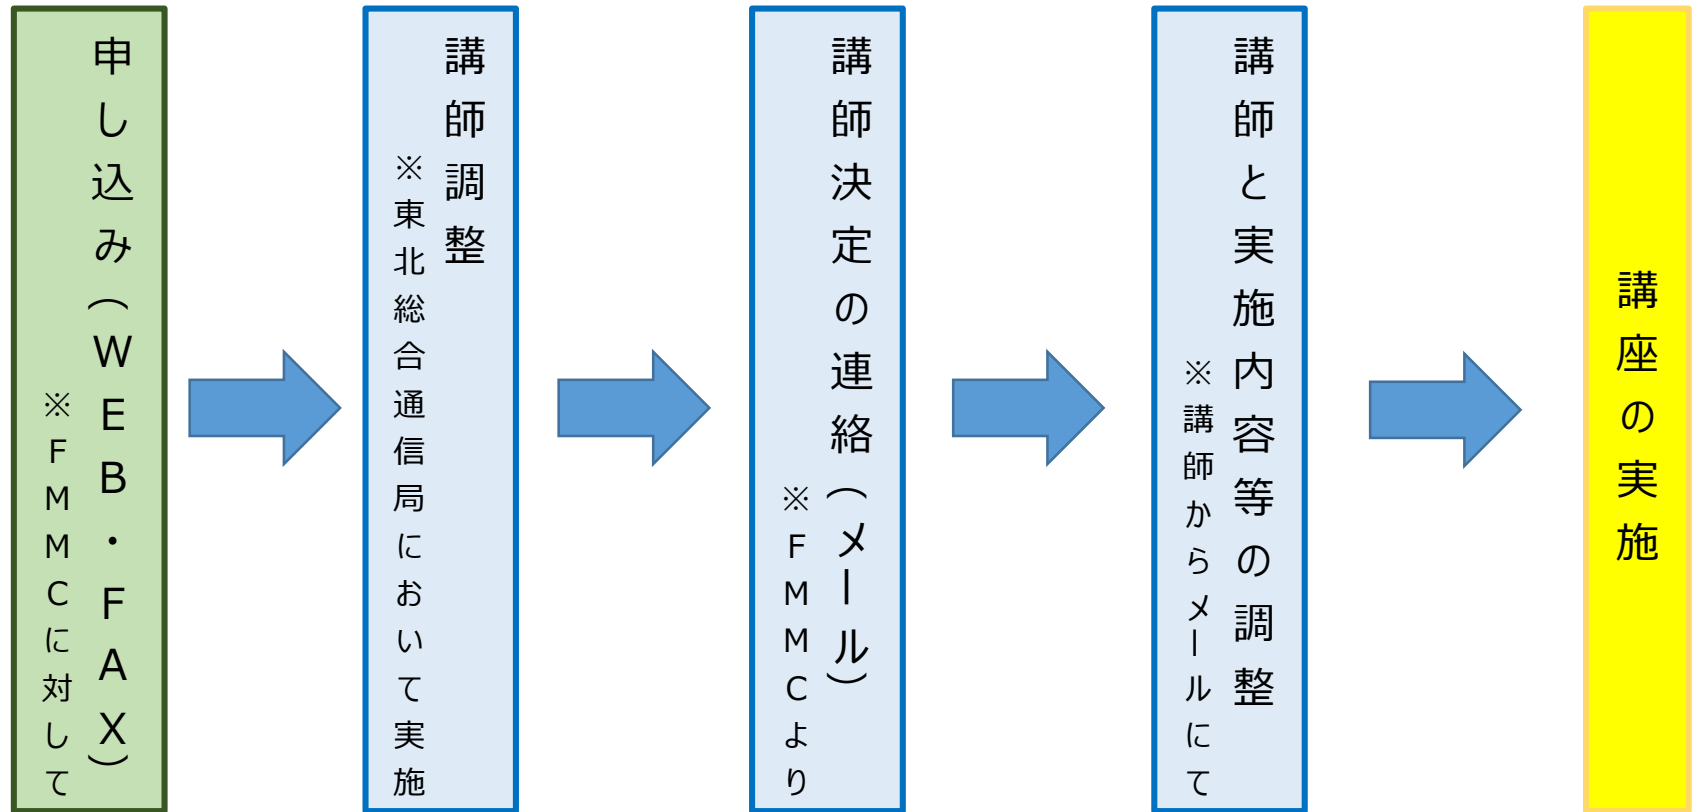 申し込み（ＷＥＢ・ＦＡＸ）
※ＦＭＭＣに対して
講師調整
※東北総合通信局において実施
講師決定の連絡（メール）
※ＦＭＭＣより
講師と実施内容等の調整
※講師からメールにて
講座の実施